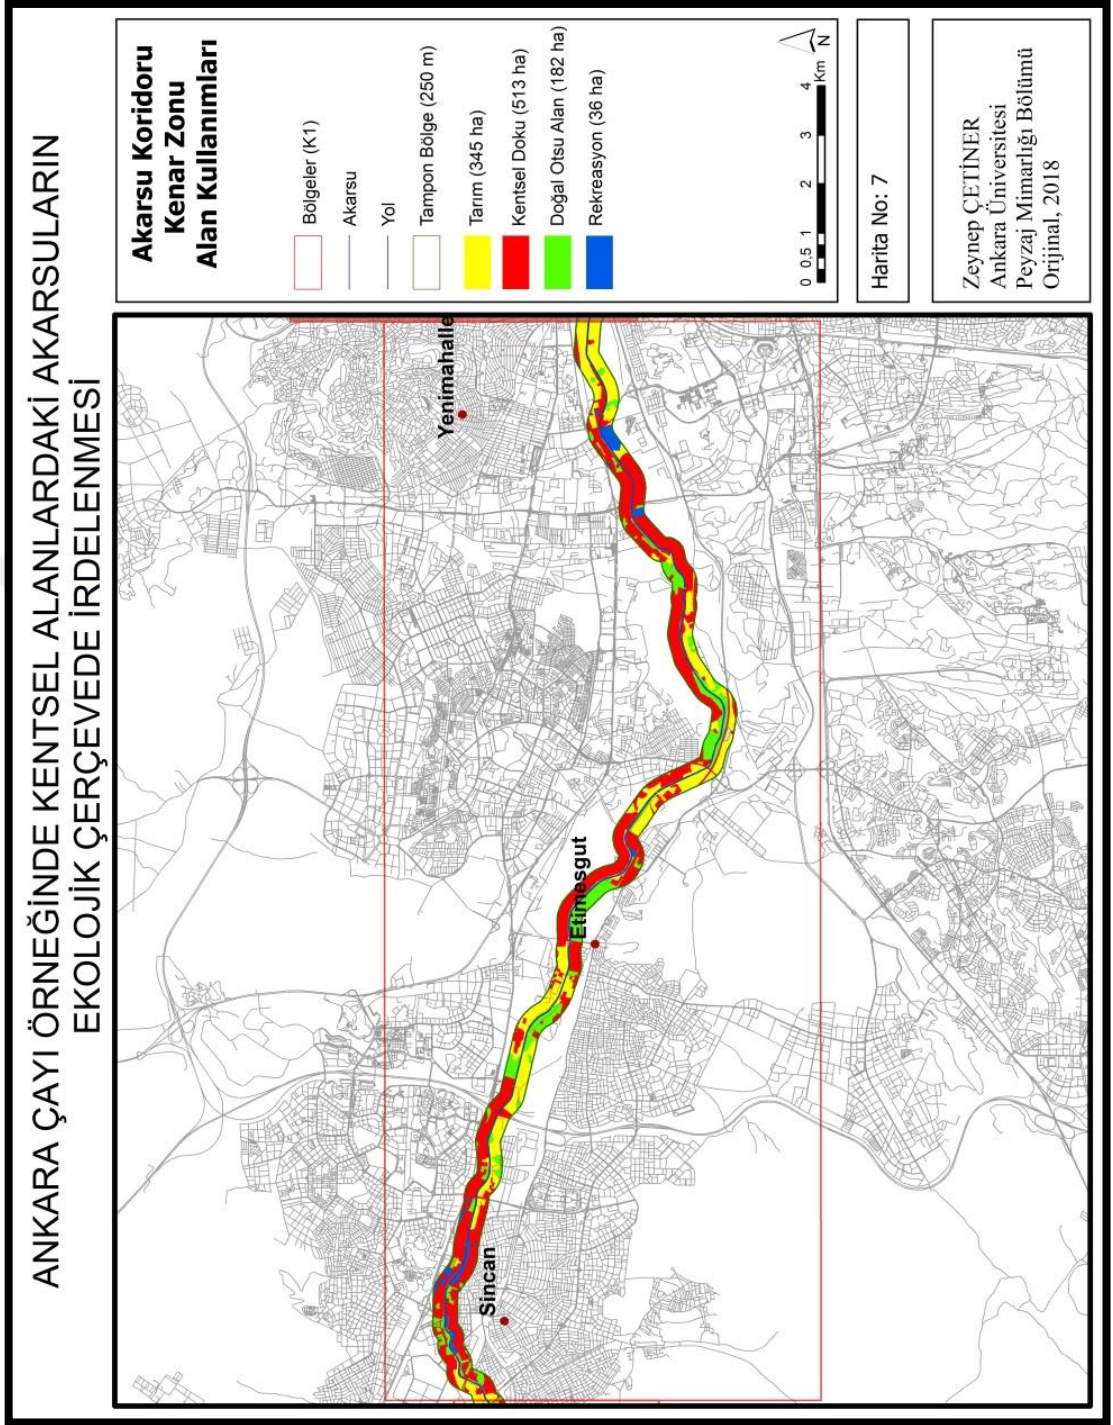 ANKARA ÇAYI ÖRNEĞİNDE KENTSEL ALANLARDAKİ AKARSULARIN
EKOLOJİK ÇERÇEVEDE İRDELENMESİ
Yenimahalle
Etimesgut
Sincan
Akarsu Koridoru
Kenar Zonu
Alan Kullanımları
Bölgeler (K1)
Akarsu
Yol
Tampon Bölge (250 m)
Tarım (345 ha)
Kentsel Doku (513 ha)
Doğal Otsu Alan (182 ha)
Rekreasyon (36 ha)
0 0,5 1 2 3 4
Km
N
Harita No: 7
Zeynep ÇETİNER
Ankara Üniversitesi
Peyzaj Mimarlığı Bölümü
Orijinal, 2018